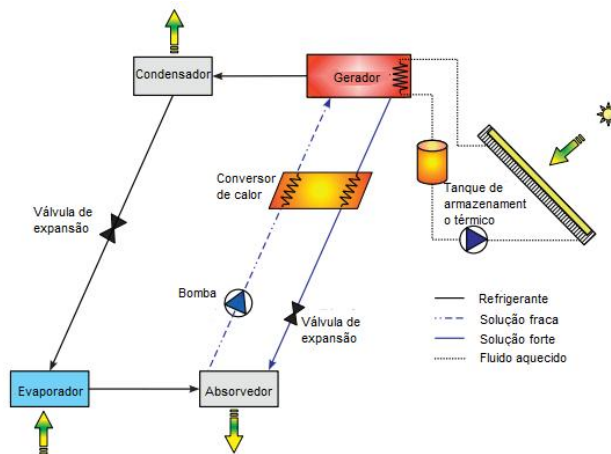 Condensador
Gerador
Conversor
de calor
Tanque de
armazenament
o térmico
Válvula de
expansão
Bomba
Válvula de
expansão
Refrigerante
Solução fraca
Solução forte
Fluido aquecido
Evaporador
Absorvedor